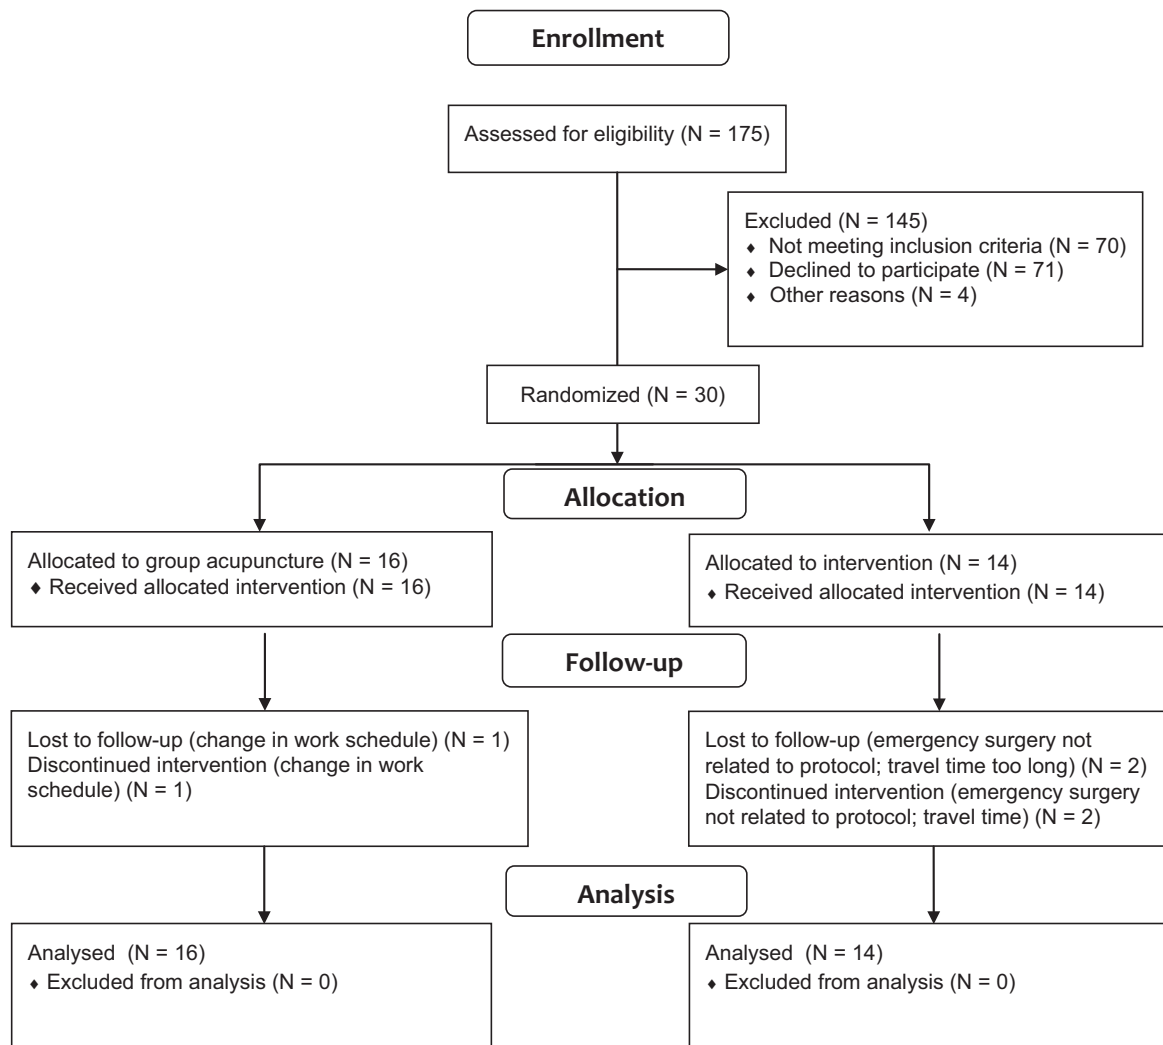 Enrollment
Assessed for eligibility (N = 175)
Excluded (N = 145)
♦ Not meeting inclusion criteria (N = 70)
♦ Declined to participate (N = 71)
♦ Other reasons (N = 4)
Randomized (N = 30)
Allocation
Allocated to group acupuncture (N = 16)
♦ Received allocated intervention (N = 16)
Allocated to intervention (N = 14)
♦ Received allocated intervention (N = 14)
Follow-up
Lost to follow-up (change in work schedule) (N = 1)
Discontinued intervention (change in work
schedule) (N = 1)
Lost to follow-up (emergency surgery not
related to protocol; travel time too long) (N = 2)
Discontinued intervention (emergency surgery
not related to protocol; travel time) (N = 2)
Analysis
Analysed (N = 16)
♦ Excluded from analysis (N = 0)
Analysed (N = 14)
♦ Excluded from analysis (N = 0)